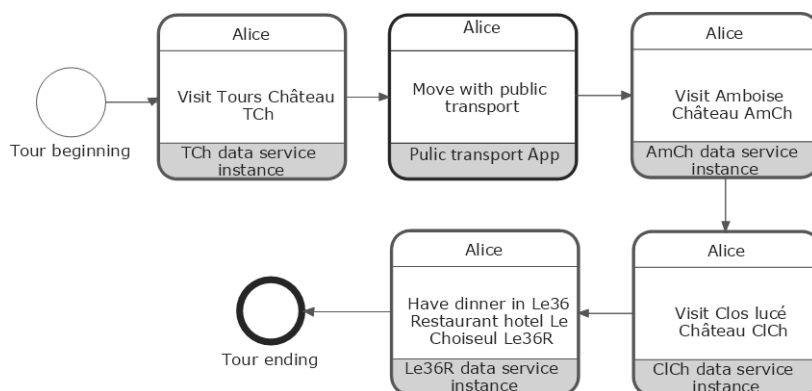 Alice
Visit Tours Château
TCh
TCh data service
instance
Tour beginning
Alice
Move with public
transport
Pulic transport App
Alice
Visit Amboise
Château AmCh
AmCh data service
instance
Alice
Visit Clos lucé
Château ClCh
ClCh data service
instance
Alice
Have dinner in Le36
Restaurant hotel Le
Choiseul Le36R
Le36R data service
instance
Tour ending